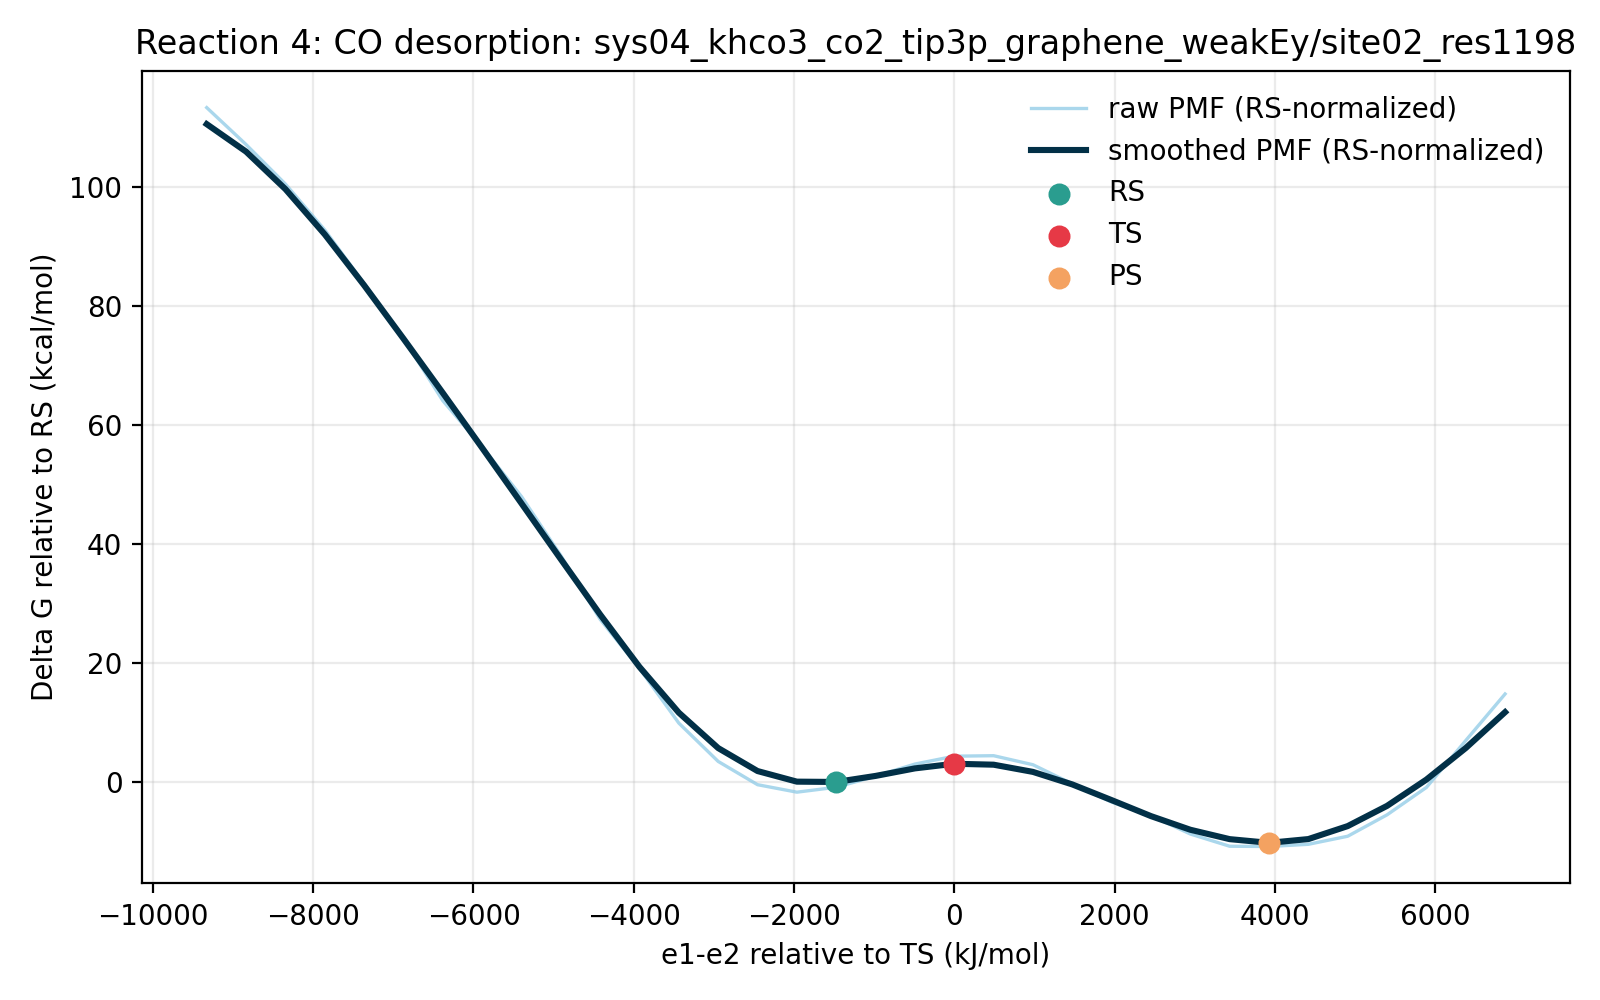 Reaction 4: CO desorption: sys04_khco3_co2_tip3p_graphene_weakEy/site02_res1198
raw PMF (RS-normalized)
smoothed PMF (RS-normalized)
RS
TS
PS
Delta G relative to RS (kcal/mol)
100
80
60
40
20
0
−10000
−8000
−6000
−4000
−2000
0
2000
4000
6000
e1-e2 relative to TS (kJ/mol)